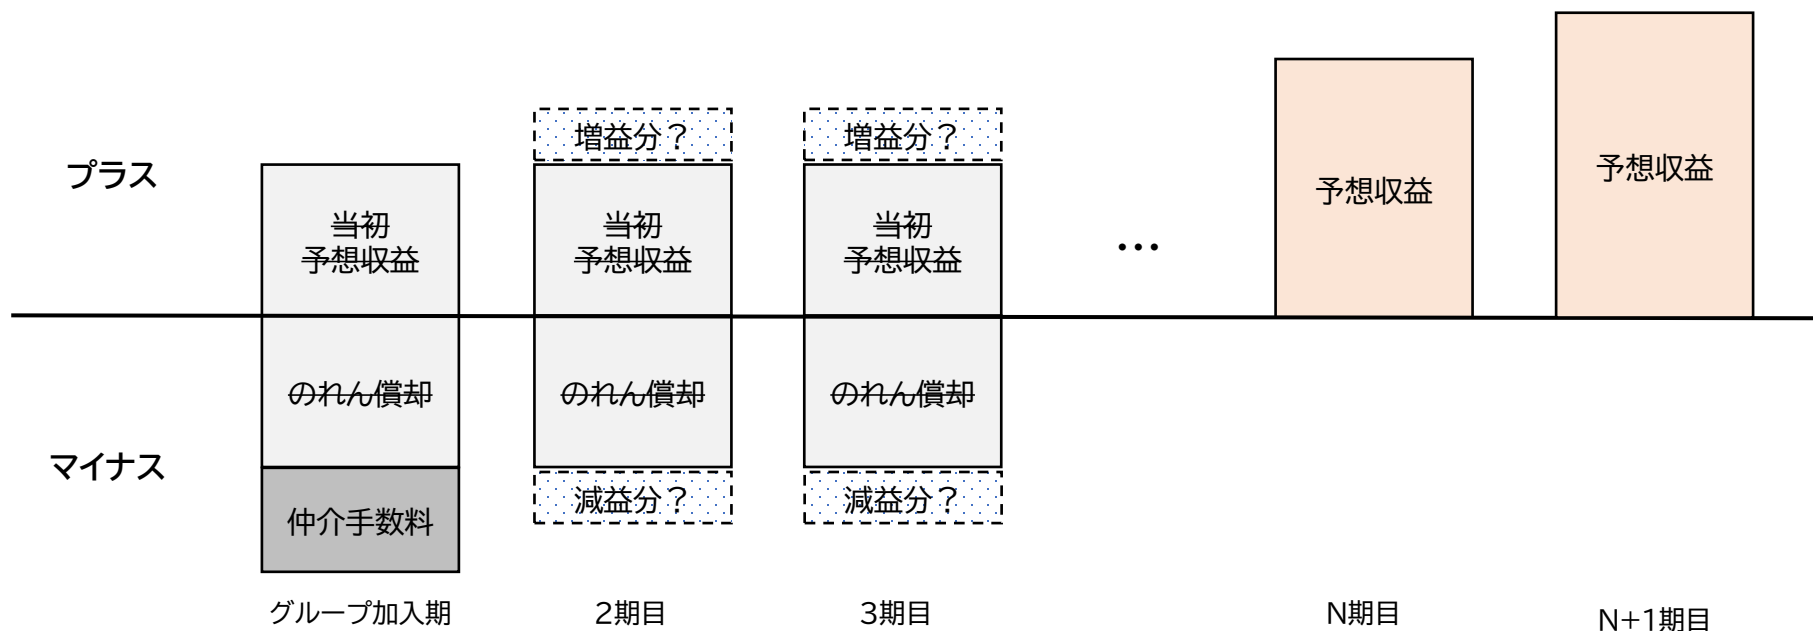 プラス
マイナス
当初
予想収益
のれん償却
仲介手数料
グループ加入期
増益分？
当初
予想収益
のれん償却
減益分？
2期目
増益分？
当初
予想収益
のれん償却
減益分？
3期目
…
予想収益
N期目
予想収益
N+1期目